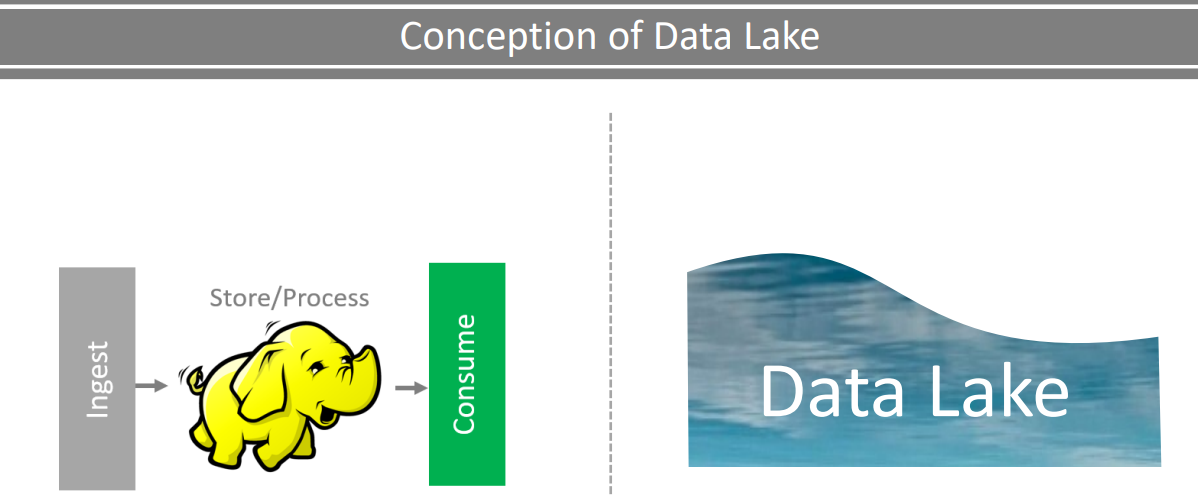 Conception of Data Lake
Ingest
Store/Process
Consume
Data Lake